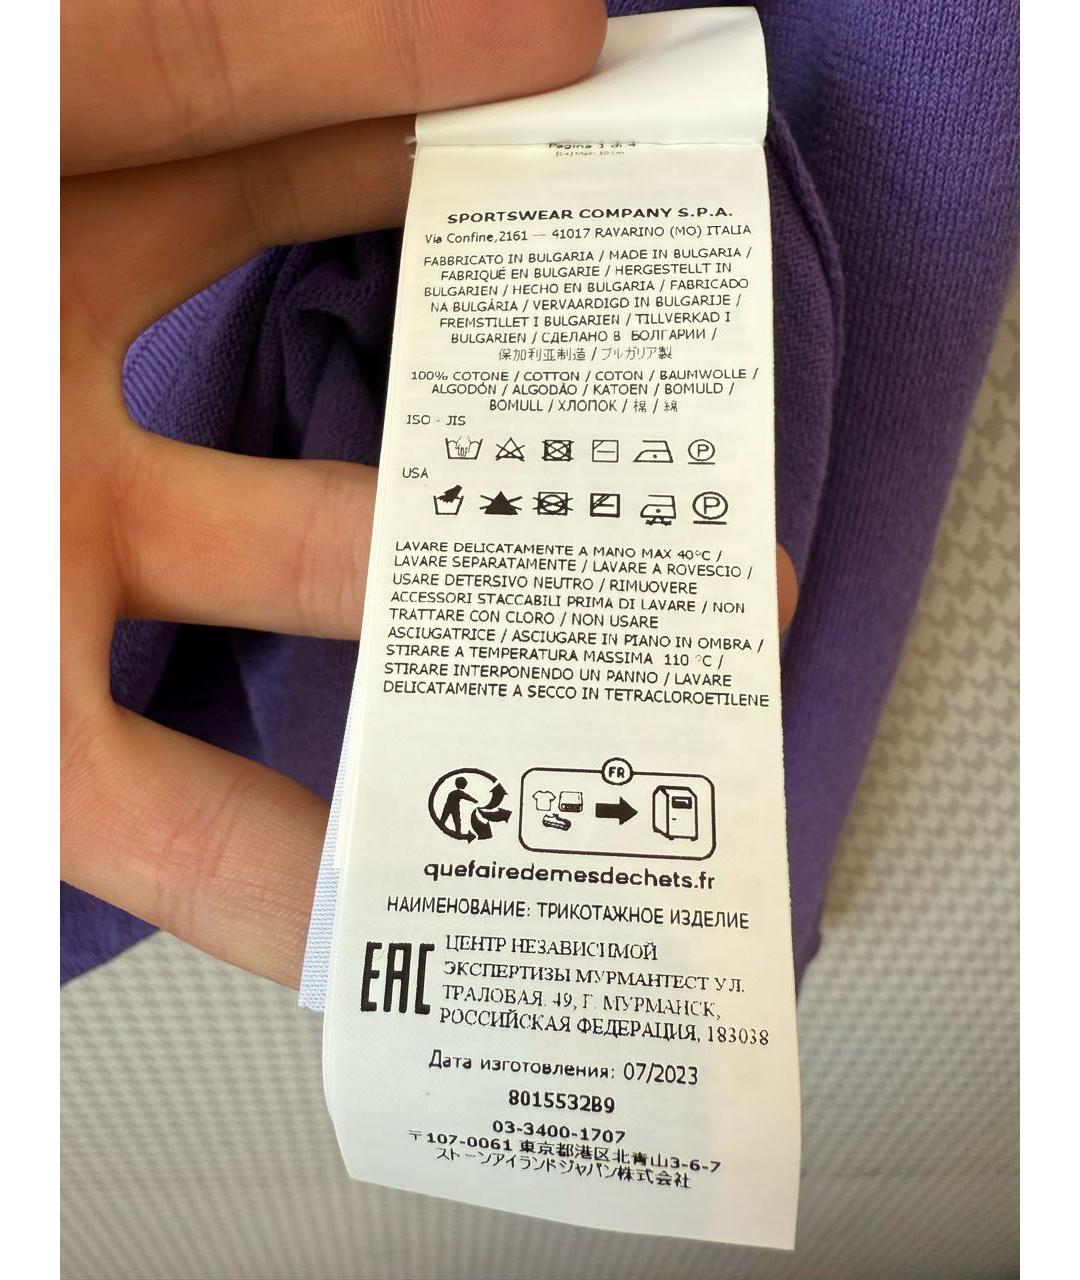 Pagina 1 di 4
SPORTSWEAR COMPANY S.P.A.
Via Confine,2161 — 41017 RAVARINO (MO) ITALIA
FABBRICATO IN BULGARIA / MADE IN BULGARIA /
FABRIQUÉ EN BULGARIE / HERGESTELLT IN
BULGARIEN / HECHO EN BULGARIA / FABRICADO
NA BULGÁRIA / VERVAARDIGD IN BULGARIJE /
FREMSTILLET I BULGARIEN / TILLVERKAD I
BULGARIEN / СДЕЛАНО В БОЛГАРИИ /
保加利亚制造 / ブルガリア製
100% COTONE / COTTON / COTON / BAUMWOLLE /
ALGODÓN / ALGODÃO / KATOEN / BOMULD /
BOMULL / ХЛОПОК / 棉 / 綿
ISO - JIS
P
USA
P
LAVARE DELICATAMENTE A MANO MAX 40°C /
LAVARE SEPARATAMENTE / LAVARE A ROVESCIO /
USARE DETERSIVO NEUTRO / RIMUOVERE
ACCESSORI STACCABILI PRIMA DI LAVARE / NON
TRATTARE CON CLORO / NON USARE
ASCIUGATRICE / ASCIUGARE IN PIANO IN OMBRA /
STIRARE A TEMPERATURA MASSIMA 110 °C /
STIRARE INTERPONENDO UN PANNO / LAVARE
DELICATAMENTE A SECCO IN TETRACLOROETILENE
FR
quefairedemesdechets.fr
НАИМЕНОВАНИЕ: ТРИКОТАЖНОЕ ИЗДЕЛИЕ
EAC
ЦЕНТР НЕЗАВИСИМОЙ
ЭКСПЕРТИЗЫ МУРМАНТЕСТ УЛ.
ТРАЛОВАЯ. 49, Г. МУРМАНСК,
РОССИЙСКАЯ ФЕДЕРАЦИЯ, 183038
Дата изготовления: 07/2023
8015532B9
03-3400-1707
〒107-0061 東京都港区北青山3-6-7
ストーンアイランドジャパン株式会社